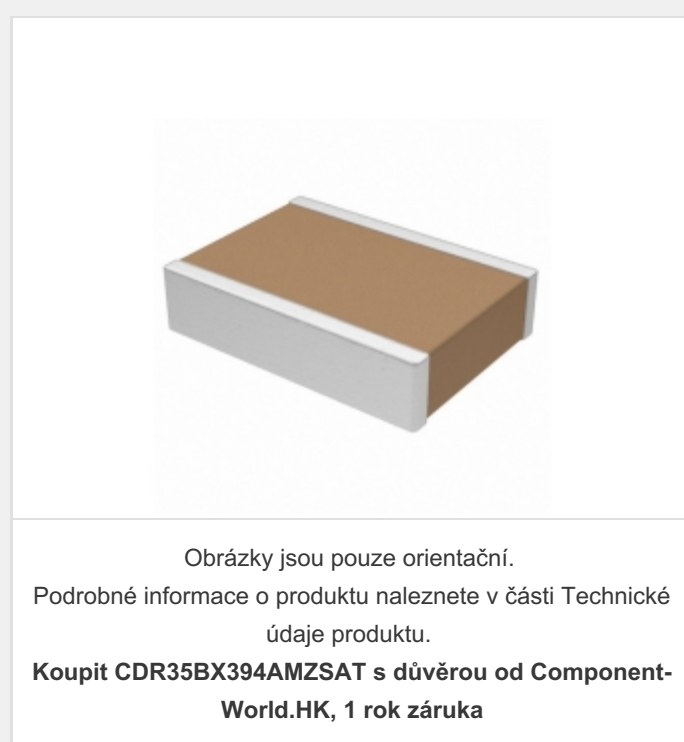 Obrázky jsou pouze orientační.
Podrobné informace o produktu naleznete v části Technické
údaje produktu.
Koupit CDR35BX394AMZSAT s důvěrou od Component-
World.HK, 1 rok záruka